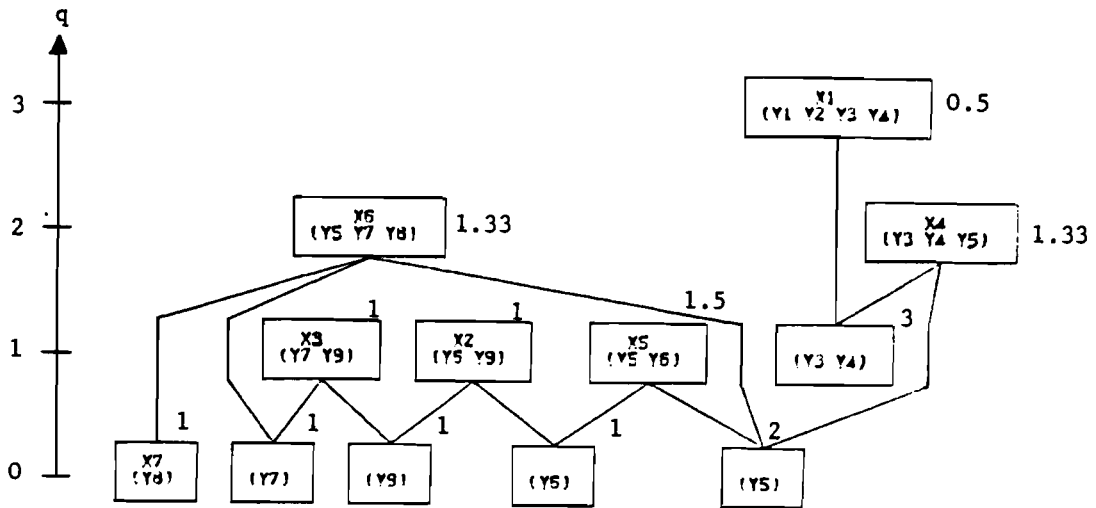 q
3
X1
(Y1 Y2 Y3 Y4)
0.5
2
X6
(Y5 Y7 Y8)
1.33
X4
(Y3 Y4 Y5)
1.33
1.5
1
X3
(Y7 Y9)
1
X2
(Y6 Y9)
1
X5
(Y5 Y6)
(Y3 Y4)
3
0
X7
(Y8)
1
(Y7)
1
(Y9)
1
(Y6)
1
(Y5)
2